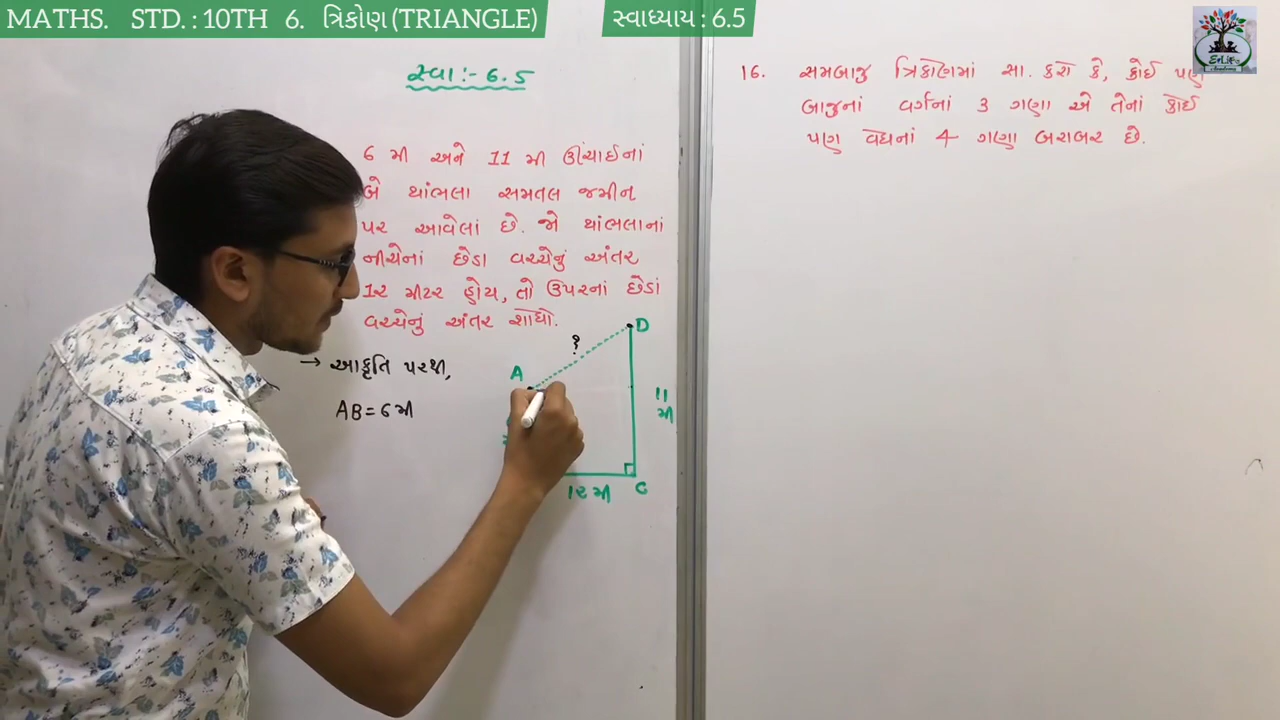 MATHS. STD. : 10TH 6. ત્રિકોણ (TRIANGLE)
સ્વાધ્યાય : 6.5
સ્વા :- 6.5
6 મી અને 11 મી ઊંચાઈનાં
બે થાંભલા સમતલ જમીન
પર આવેલાં છે. જો થાંભલાનાં
નીચેનાં છેડા વચ્ચેનું અંતર
12 મીટર હોય, તો ઉપરનાં છેડાં
વચ્ચેનું અંતર શોધો.
→ આકૃતિ પરથી,
AB = 6 મી
A
?
D
11
મી
12 મી
C
16. સમબાજુ ત્રિકોણમાં સા. કરો કે, કોઈ પણ
બાજુનાં વર્ગનાં 3 ગણા એ તેનાં કોઈ
પણ વેધનાં 4 ગણા બરાબર છે.